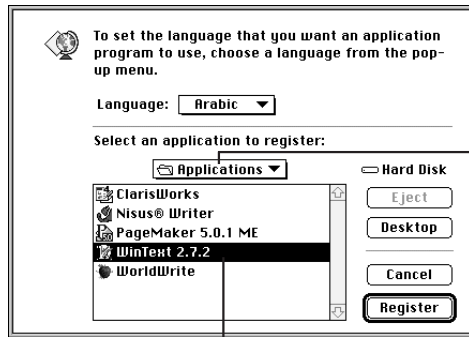 To set the language that you want an application
program to use, choose a language from the pop-
up menu.
Language: Arabic
Select an application to register:
Applications
Hard Disk
ClarisWorks
Nisus® Writer
PageMaker 5.0.1 ME
WinText 2.7.2
WorldWrite
Eject
Desktop
Cancel
Register